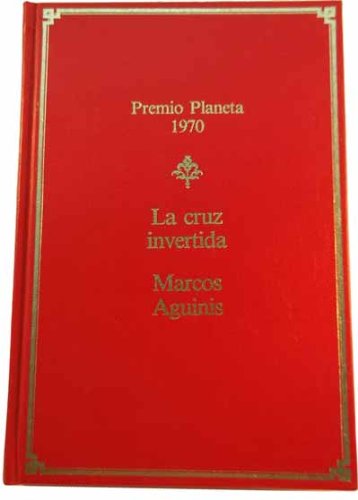 Premio Planeta
1970
La cruz
invertida
Marcos
Aguinis